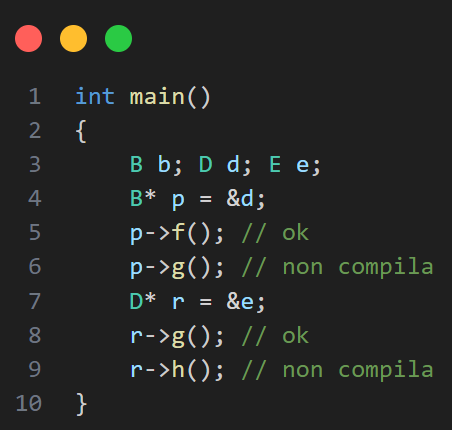 1 int main()
2 {
3 B b; D d; E e;
4 B* p = &d;
5 p->f(); // ok
6 p->g(); // non compila
7 D* r = &e;
8 r->g(); // ok
9 r->h(); // non compila
10 }